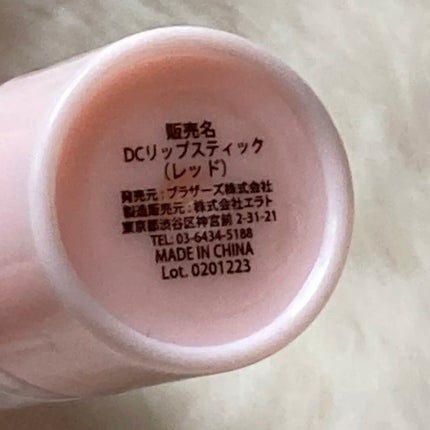 販売名
DCリップスティック
(レッド)
発売元:ブラザーズ株式会社
製造販売元:株式会社エラト
東京都渋谷区神宮前 2-31-21
TEL: 03-6434-5188
MADE IN CHINA
Lot. 0201223